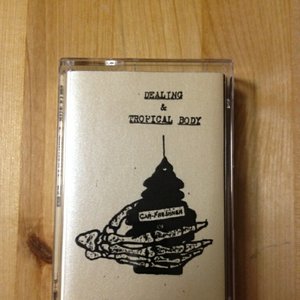 DEALING
&
TROPICAL BODY
CAR-FRESHNER